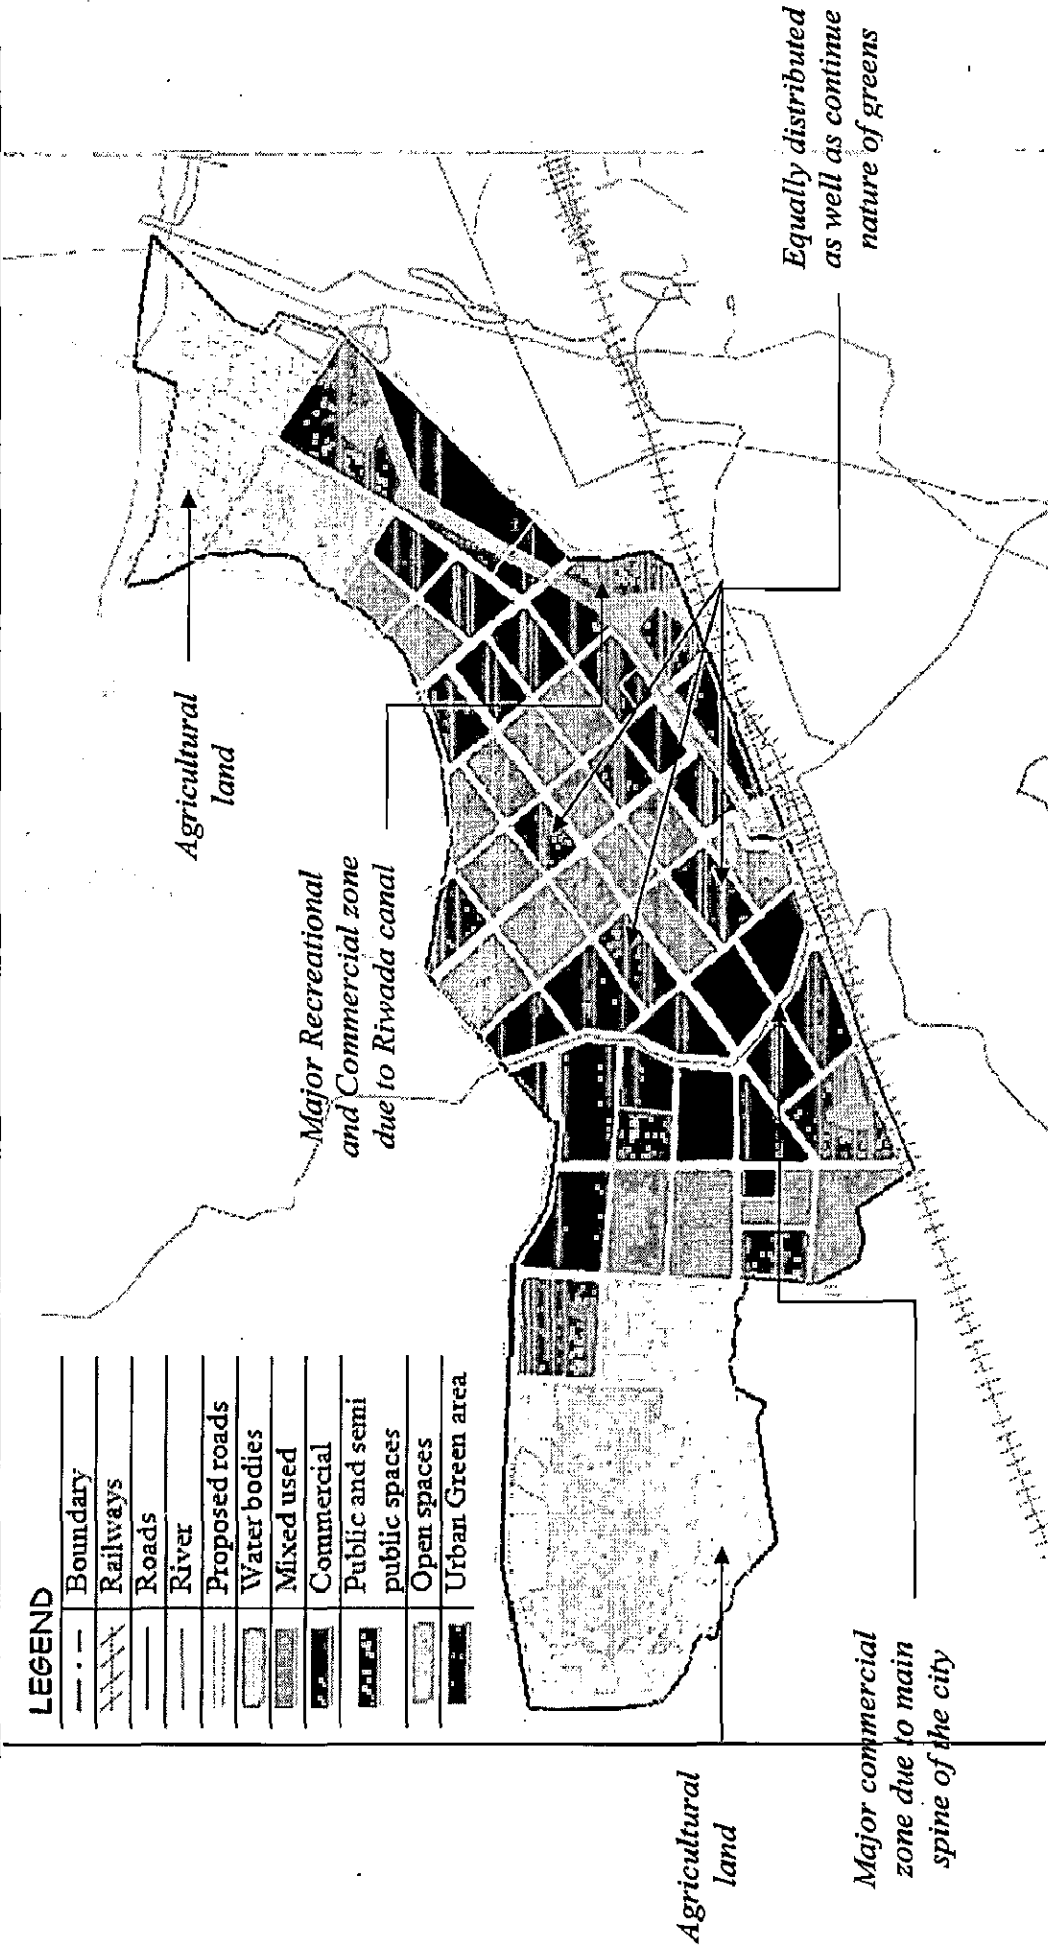 LEGEND
Boundary
Railways
Roads
River
Proposed roads
Water bodies
Mixed used
Commercial
Public and semi
public spaces
Open spaces
Urban Green area
Agricultural
land
Major commercial
zone due to main
spine of the city
Major Recreational
and Commercial zone
due to Riwada canal
Agricultural
land
Equally distributed
as well as continue
nature of greens